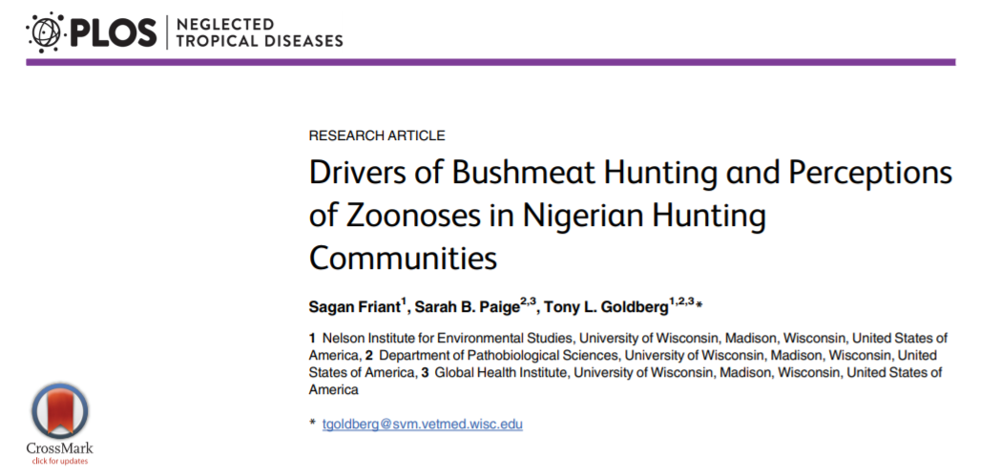 PLOS
NEGLECTED
TROPICAL DISEASES
RESEARCH ARTICLE
Drivers of Bushmeat Hunting and Perceptions
of Zoonoses in Nigerian Hunting
Communities
Sagan Friant1, Sarah B. Paige2,3, Tony L. Goldberg1,2,3*
1 Nelson Institute for Environmental Studies, University of Wisconsin, Madison, Wisconsin, United States of
America, 2 Department of Pathobiological Sciences, University of Wisconsin, Madison, Wisconsin, United
States of America, 3 Global Health Institute, University of Wisconsin, Madison, Wisconsin, United States of
America
* tgoldberg@svm.vetmed.wisc.edu
CrossMark
click for updates